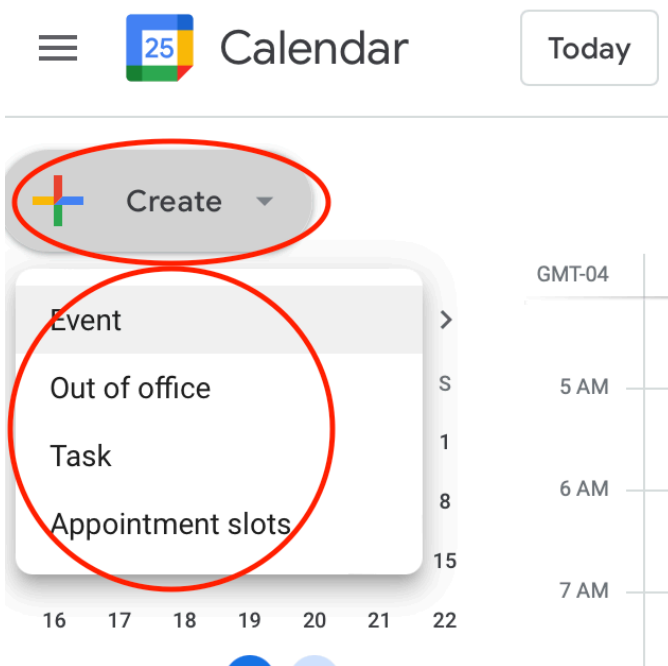 25 Calendar Today
Create
GMT-04
Event
S
Out of office
5 AM
1
Task
6 AM
8
Appointment slots
15
7 AM
16 17 18 19 20 21 22